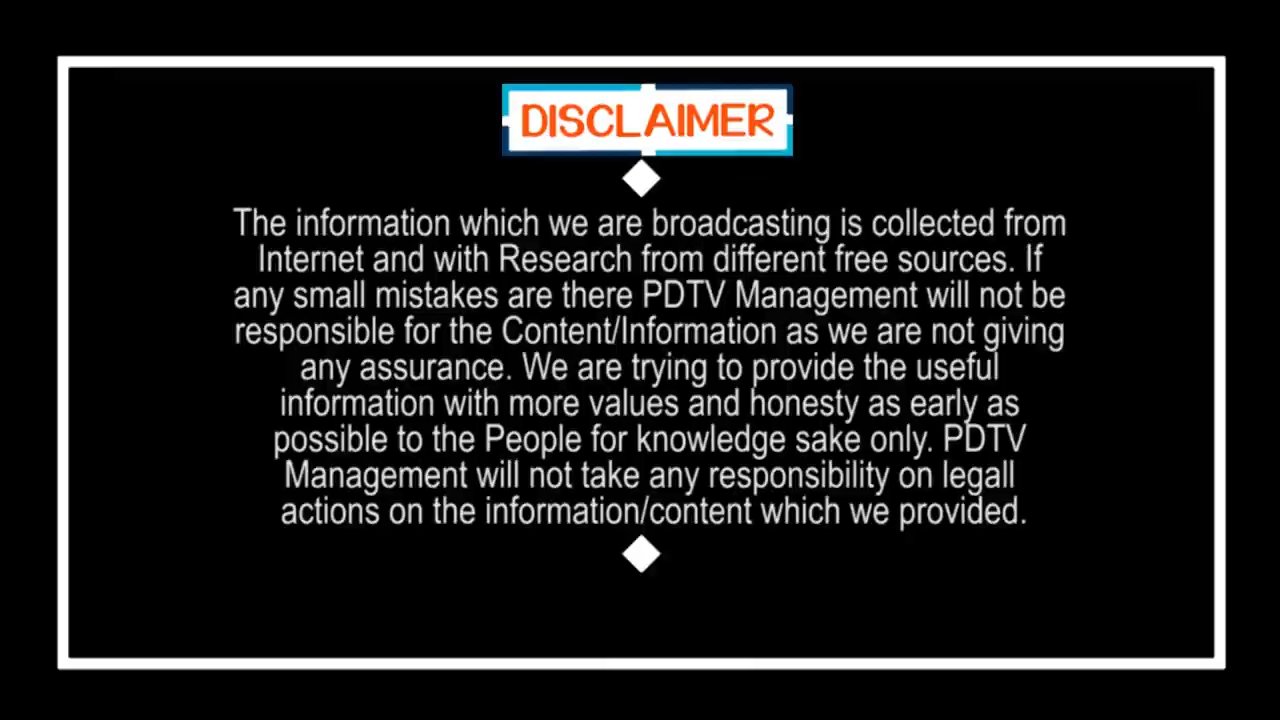 DISCLAIMER
The information which we are broadcasting is collected from
Internet and with Research from different free sources. If
any small mistakes are there PDTV Management will not be
responsible for the Content/Information as we are not giving
any assurance. We are trying to provide the useful
information with more values and honesty as early as
possible to the People for knowledge sake only. PDTV
Management will not take any responsibility on legall
actions on the information/content which we provided.